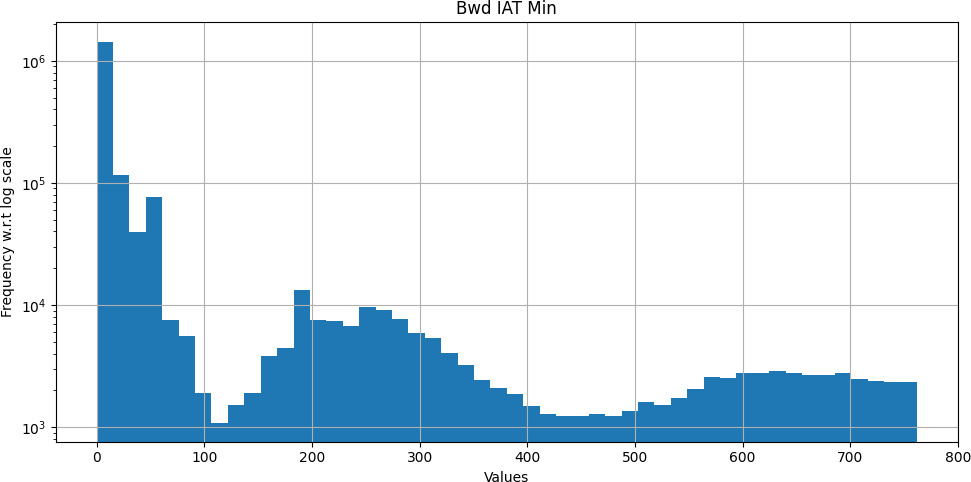 Bwd IAT Min
Frequency w.r.t log scale
10⁶
10⁵
10⁴
10³
0 100 200 300 400 500 600 700 800
Values